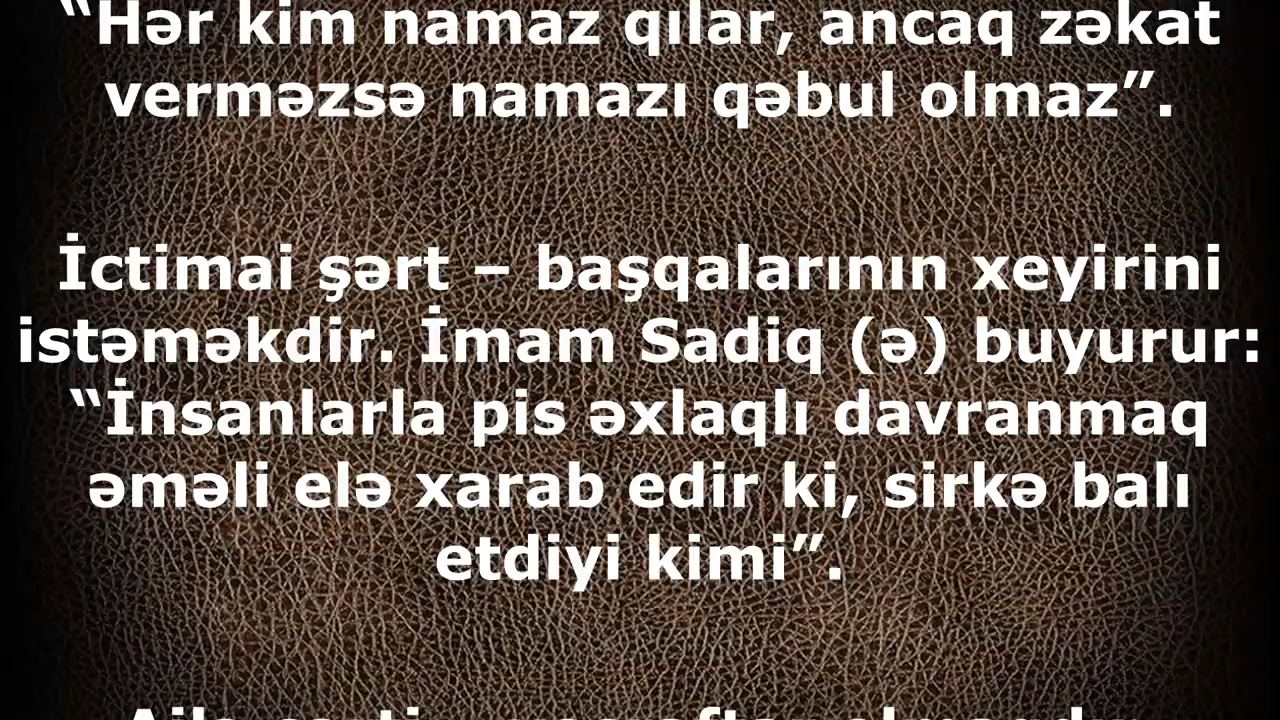 “Hər kim namaz qılar, ancaq zəkat
verməzsə namazı qəbul olmaz”.
İctimai şərt – başqalarının xeyirini
istəməkdir. İmam Sadiq (ə) buyurur:
“İnsanlarla pis əxlaqlı davranmaq
əməli elə xarab edir ki, sirkə balı
etdiyi kimi”.